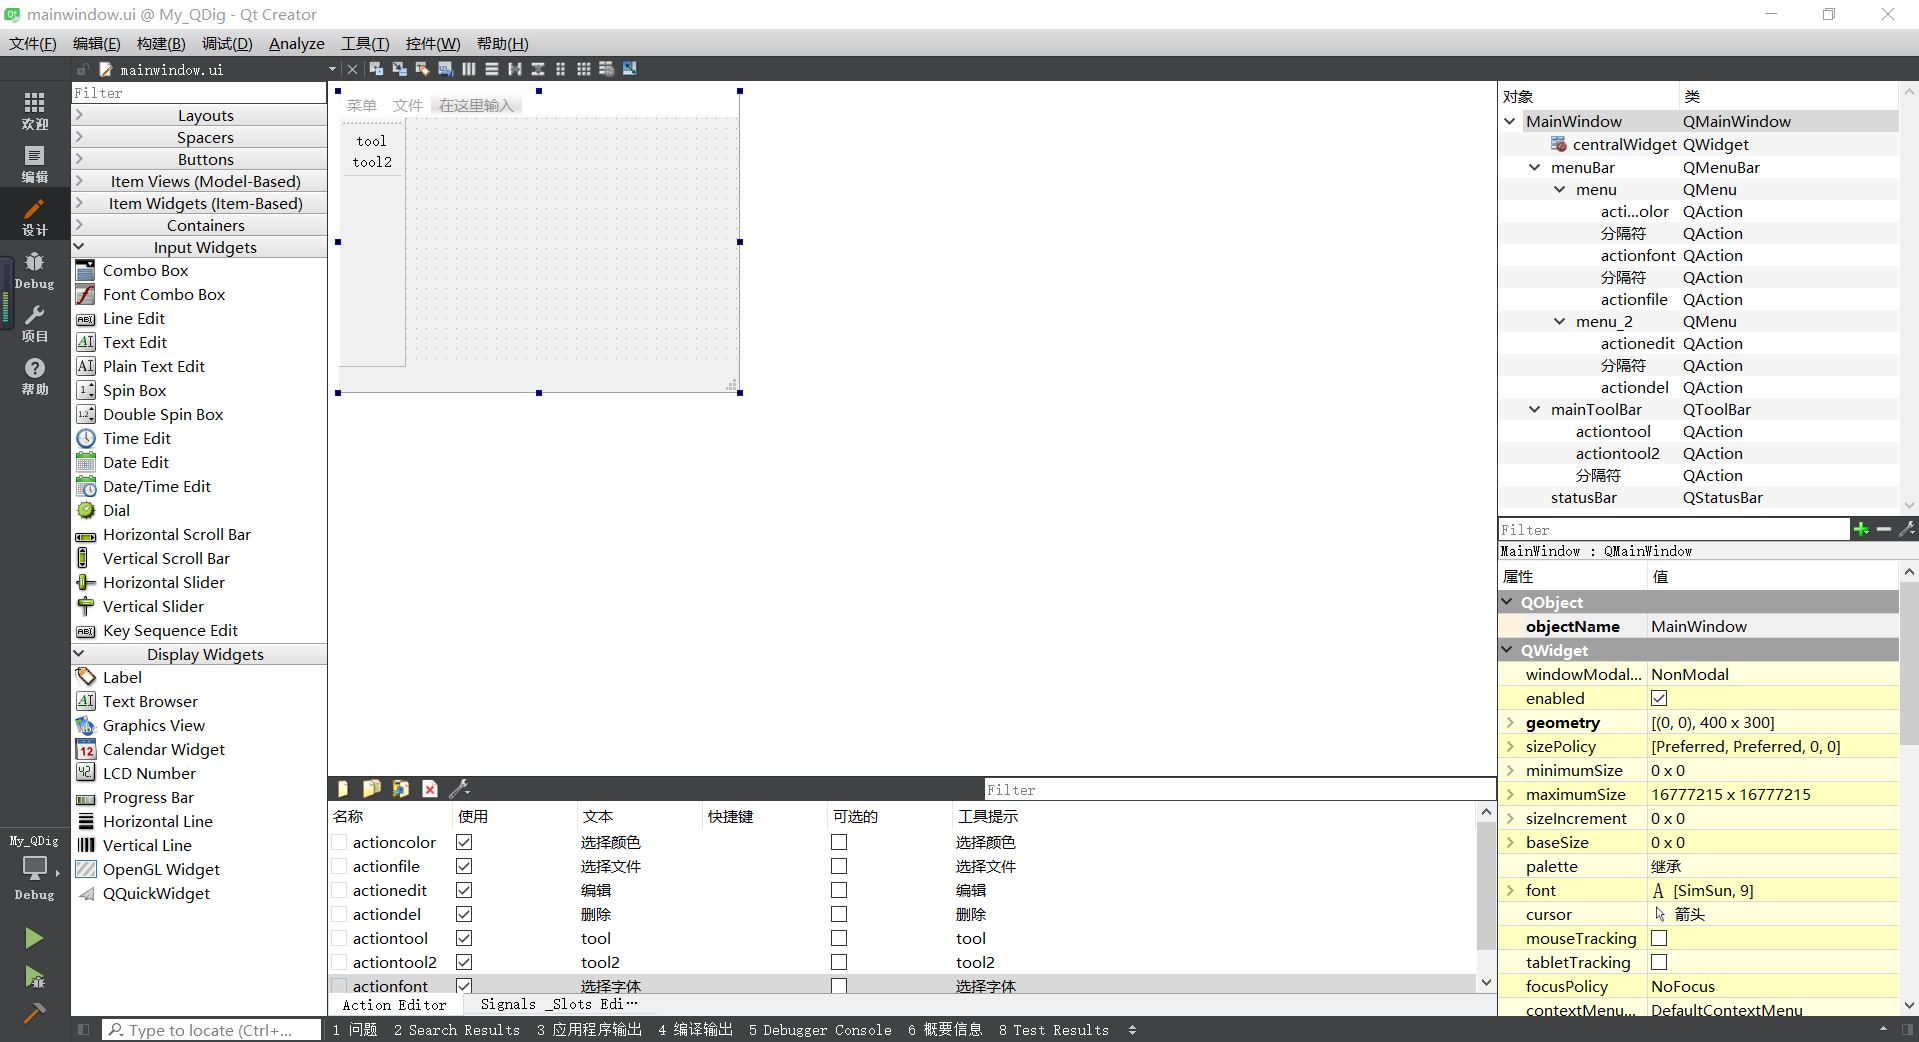 mainwindow.ui @ My_QDig - Qt Creator
文件(F) 编辑(E) 构建(B) 调试(D) Analyze 工具(T) 控件(W) 帮助(H)
mainwindow.ui
欢迎
编辑
设计
Debug
项目
帮助
My_QDig
Debug
Filter
Layouts
Spacers
Buttons
Item Views (Model-Based)
Item Widgets (Item-Based)
Containers
Input Widgets
Combo Box
Font Combo Box
Line Edit
Text Edit
Plain Text Edit
Spin Box
Double Spin Box
Time Edit
Date Edit
Date/Time Edit
Dial
Horizontal Scroll Bar
Vertical Scroll Bar
Horizontal Slider
Vertical Slider
Key Sequence Edit
Display Widgets
Label
Text Browser
Graphics View
Calendar Widget
LCD Number
Progress Bar
Horizontal Line
Vertical Line
OpenGL Widget
QQuickWidget
菜单 文件 在这里输入
tool
tool2
Filter
名称 使用 文本 快捷键 可选的 工具提示
actioncolor 选择颜色 选择颜色
actionfile 选择文件 选择文件
actionedit 编辑 编辑
actiondel 删除 删除
actiontool tool tool
actiontool2 tool2 tool2
actionfont 选择字体 选择字体
Action Editor Signals _Slots Edi…
对象 类
MainWindow QMainWindow
centralWidget QWidget
menuBar QMenuBar
menu QMenu
acti...olor QAction
分隔符 QAction
actionfont QAction
分隔符 QAction
actionfile QAction
menu_2 QMenu
actionedit QAction
分隔符 QAction
actiondel QAction
mainToolBar QToolBar
actiontool QAction
actiontool2 QAction
分隔符 QAction
statusBar QStatusBar
Filter
MainWindow : QMainWindow
属性 值
QObject
objectName MainWindow
QWidget
windowModal... NonModal
enabled
geometry [(0, 0), 400 x 300]
sizePolicy [Preferred, Preferred, 0, 0]
minimumSize 0 x 0
maximumSize 16777215 x 16777215
sizeIncrement 0 x 0
baseSize 0 x 0
palette 继承
font A [SimSun, 9]
cursor 箭头
mouseTracking
tabletTracking
focusPolicy NoFocus
contextMenu... DefaultContextMenu
Type to locate (Ctrl+... 1 问题 2 Search Results 3 应用程序输出 4 编译输出 5 Debugger Console 6 概要信息 8 Test Results